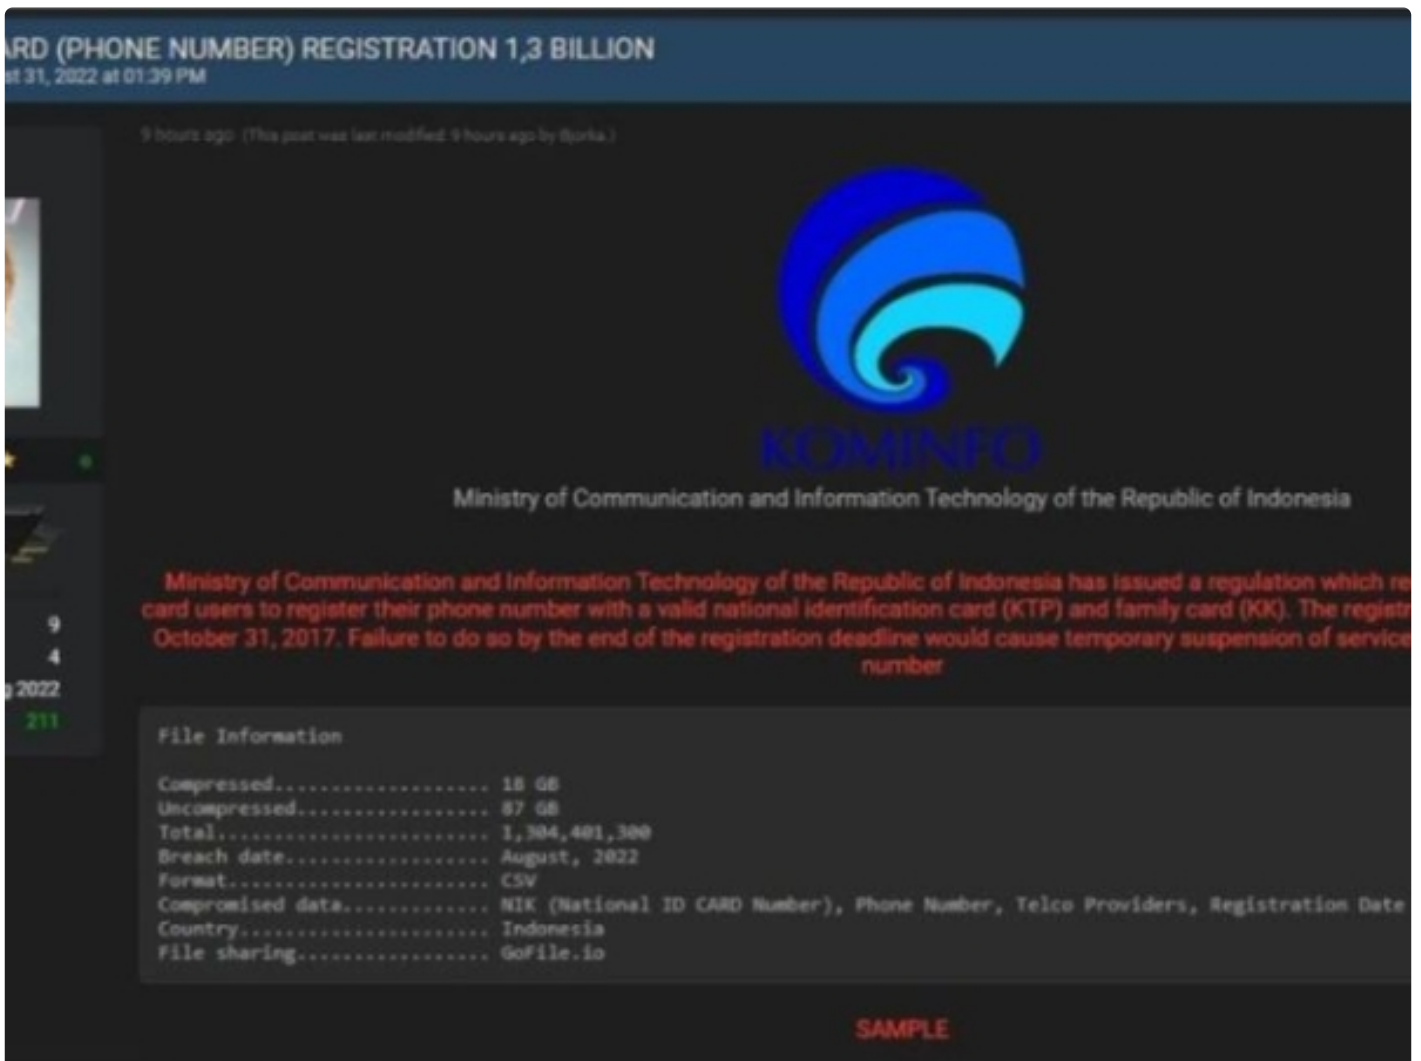 ARD (PHONE NUMBER) REGISTRATION 1,3 BILLION
st 31, 2022 at 01:39 PM
9 hours ago (This post was last modified: 9 hours ago by Bjorka.)
KOMINFO
Ministry of Communication and Information Technology of the Republic of Indonesia
Ministry of Communication and Information Technology of the Republic of Indonesia has issued a regulation which re
card users to register their phone number with a valid national identification card (KTP) and family card (KK). The registr
October 31, 2017. Failure to do so by the end of the registration deadline would cause temporary suspension of service
number
9
4
g 2022
211
File Information
Compressed................... 18 GB
Uncompressed................. 87 GB
Total........................ 1,304,401,300
Breach date.................. August, 2022
Format....................... CSV
Compromised data............. NIK (National ID CARD Number), Phone Number, Telco Providers, Registration Date
Country...................... Indonesia
File sharing................. GoFile.io
SAMPLE